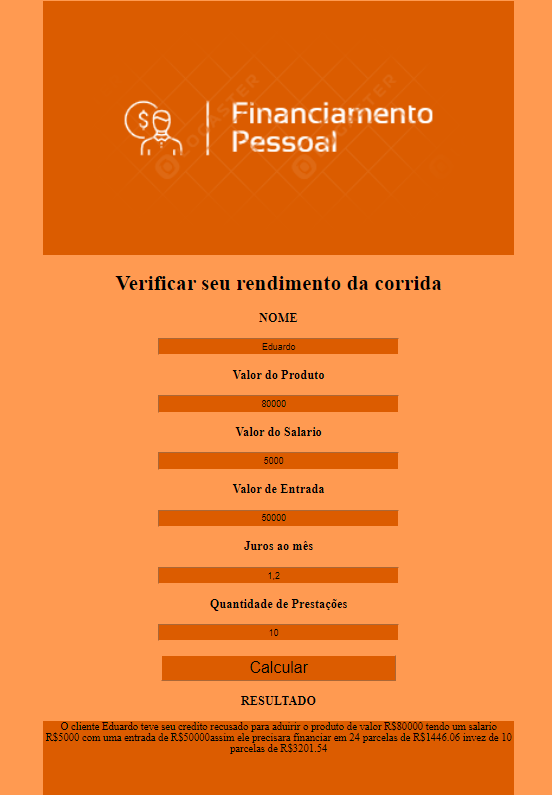 Financiamento
Pessoal
Verificar seu rendimento da corrida
NOME
Eduardo
Valor do Produto
80000
Valor do Salario
5000
Valor de Entrada
50000
Juros ao mês
1.2
Quantidade de Prestações
10
Calcular
RESULTADO
O cliente Eduardo teve seu credito recusado para aduirir o produto de valor R$80000 tendo um salario
R$5000 com uma entrada de R$50000assim ele precisara financiar em 24 parcelas de R$1446.06 invez de 10
parcelas de R$3201.54